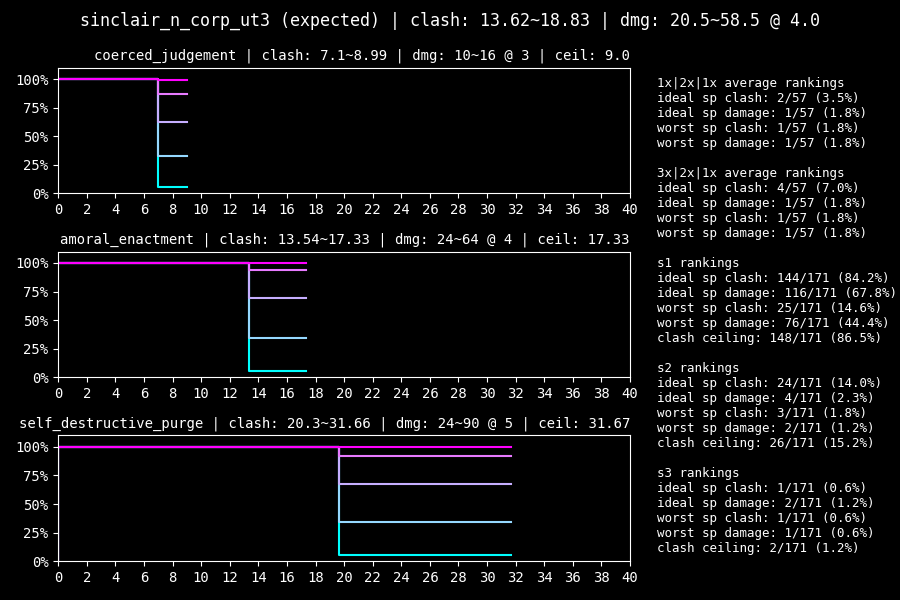 sinclair_n_corp_ut3 (expected) | clash: 13.62~18.83 | dmg: 20.5~58.5 @ 4.0
coerced_judgement | clash: 7.1~8.99 | dmg: 10~16 @ 3 | ceil: 9.0
100%
75%
50%
25%
0%
0 2 4 6 8 10 12 14 16 18 20 22 24 26 28 30 32 34 36 38 40
amoral_enactment | clash: 13.54~17.33 | dmg: 24~64 @ 4 | ceil: 17.33
100%
75%
50%
25%
0%
0 2 4 6 8 10 12 14 16 18 20 22 24 26 28 30 32 34 36 38 40
self_destructive_purge | clash: 20.3~31.66 | dmg: 24~90 @ 5 | ceil: 31.67
100%
75%
50%
25%
0%
0 2 4 6 8 10 12 14 16 18 20 22 24 26 28 30 32 34 36 38 40
1x|2x|1x average rankings
ideal sp clash: 2/57 (3.5%)
ideal sp damage: 1/57 (1.8%)
worst sp clash: 1/57 (1.8%)
worst sp damage: 1/57 (1.8%)
3x|2x|1x average rankings
ideal sp clash: 4/57 (7.0%)
ideal sp damage: 1/57 (1.8%)
worst sp clash: 1/57 (1.8%)
worst sp damage: 1/57 (1.8%)
s1 rankings
ideal sp clash: 144/171 (84.2%)
ideal sp damage: 116/171 (67.8%)
worst sp clash: 25/171 (14.6%)
worst sp damage: 76/171 (44.4%)
clash ceiling: 148/171 (86.5%)
s2 rankings
ideal sp clash: 24/171 (14.0%)
ideal sp damage: 4/171 (2.3%)
worst sp clash: 3/171 (1.8%)
worst sp damage: 2/171 (1.2%)
clash ceiling: 26/171 (15.2%)
s3 rankings
ideal sp clash: 1/171 (0.6%)
ideal sp damage: 2/171 (1.2%)
worst sp clash: 1/171 (0.6%)
worst sp damage: 1/171 (0.6%)
clash ceiling: 2/171 (1.2%)